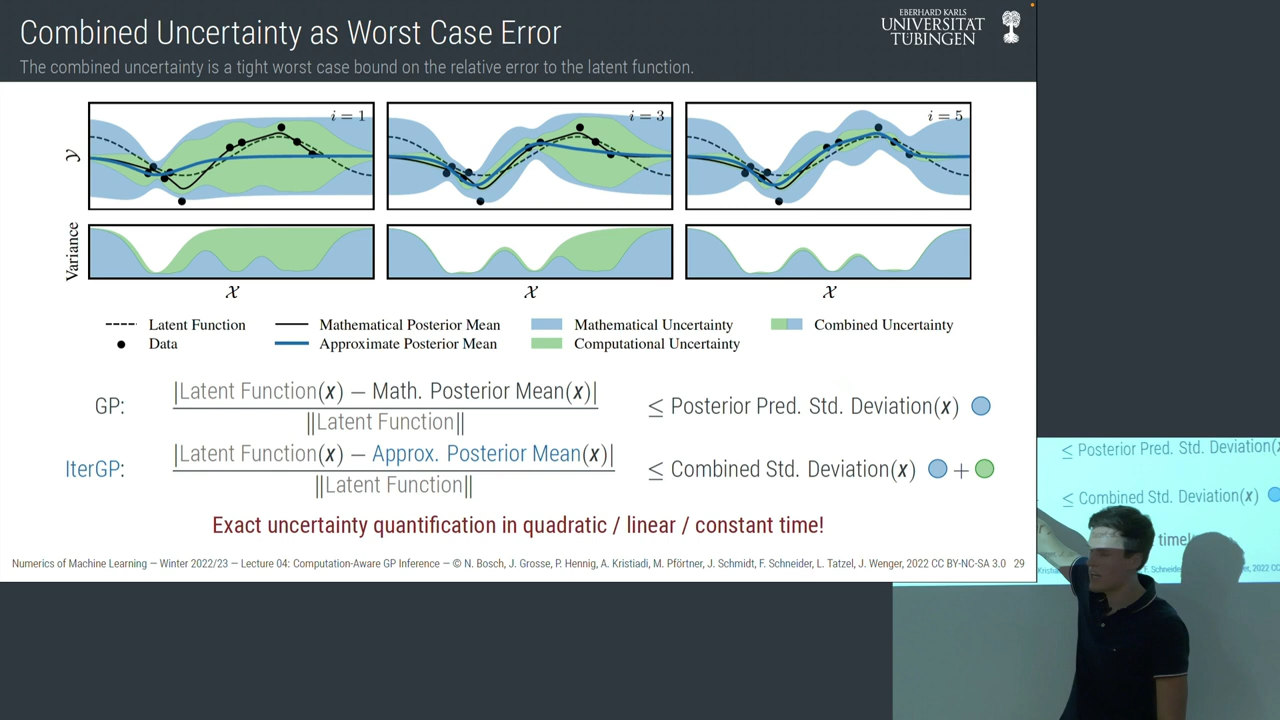 Combined Uncertainty as Worst Case Error
The combined uncertainty is a tight worst case bound on the relative error to the latent function.
EBERHARD KARLS
UNIVERSITÄT
TÜBINGEN
i = 1
i = 3
i = 5
𝒴
Variance
𝒳
𝒳
𝒳
Latent Function
Mathematical Posterior Mean
Mathematical Uncertainty
Combined Uncertainty
Data
Approximate Posterior Mean
Computational Uncertainty
GP:
|Latent Function(x) − Math. Posterior Mean(x)|
||Latent Function||
≤ Posterior Pred. Std. Deviation(x)
IterGP:
|Latent Function(x) − Approx. Posterior Mean(x)|
||Latent Function||
≤ Combined Std. Deviation(x) +
Exact uncertainty quantification in quadratic / linear / constant time!
Numerics of Machine Learning — Winter 2022/23 — Lecture 04: Computation-Aware GP Inference — © N. Bosch, J. Grosse, P. Hennig, A. Kristiadi, M. Pförtner, J. Schmidt, F. Schneider, L. Tatzel, J. Wenger, 2022 CC BY-NC-SA 3.0 29
≤ Posterior Pred. Std. Deviation(
≤ Combined Std. Deviation(x)
time!